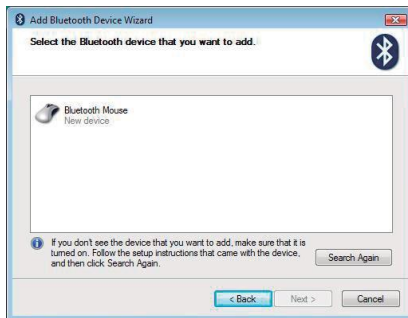 Add Bluetooth Device Wizard
Select the Bluetooth device that you want to add.
Bluetooth Mouse
New device
If you don't see the device that you want to add, make sure that it is
turned on. Follow the setup instructions that came with the device,
and then click Search Again.
Search Again
< Back
Next >
Cancel